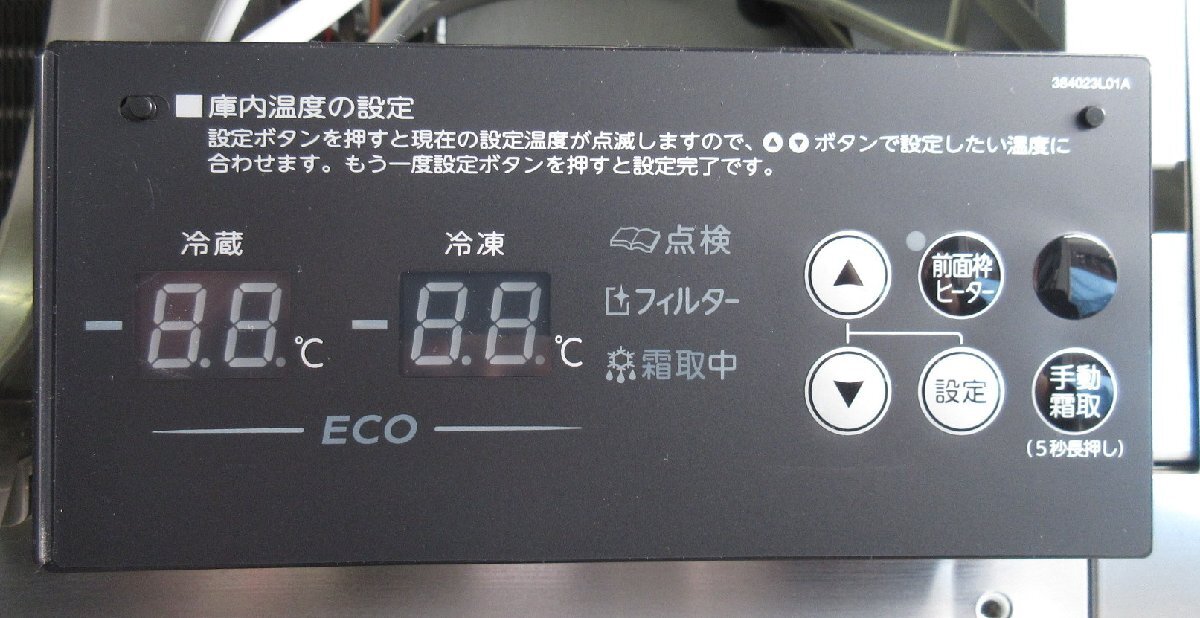 364023L01A
■庫内温度の設定
設定ボタンを押すと現在の設定温度が点滅しますので、▲▼ボタンで設定したい温度に
合わせます。もう一度設定ボタンを押すと設定完了です。
冷蔵
-8.8.℃
冷凍
-8.8.℃
ECO
点検
フィルター
霜取中
▲
▼
設定
前面枠
ヒーター
手動
霜取
(5秒長押し)